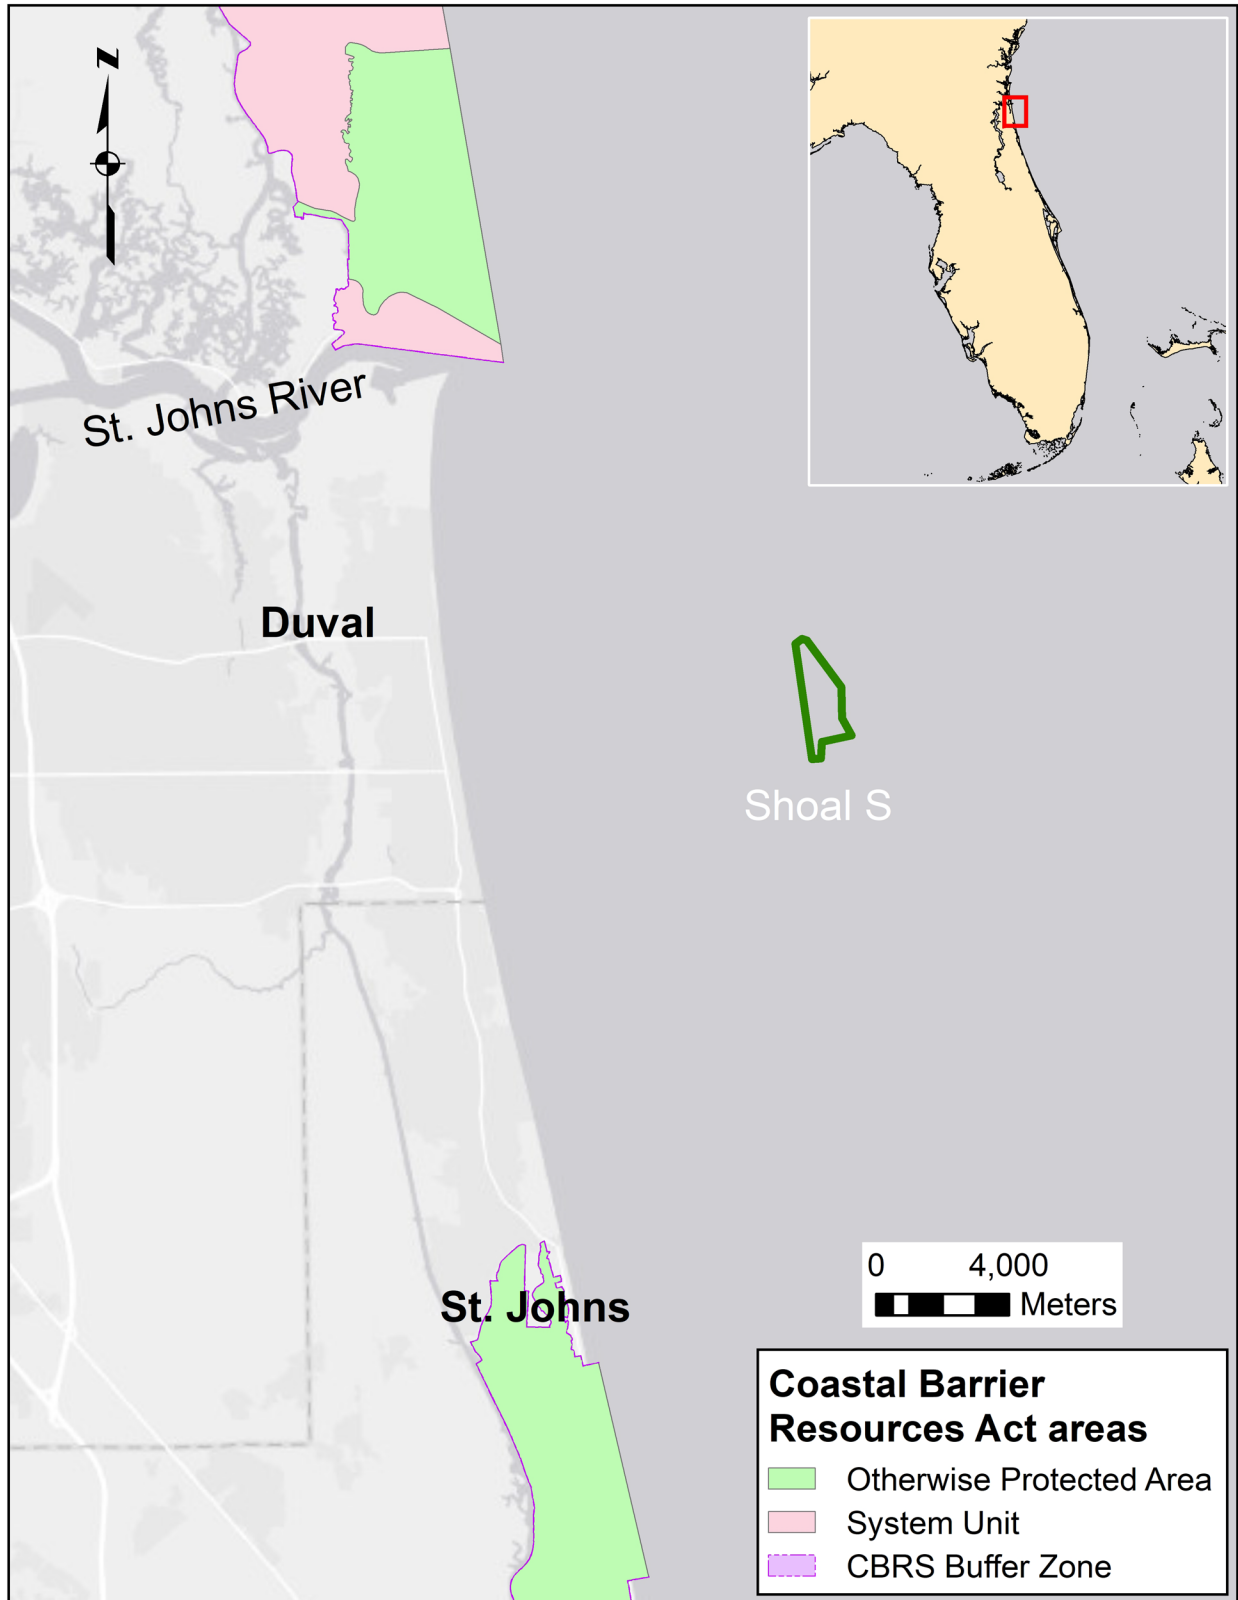 N
St. Johns River
Duval
Shoal S
St. Johns
0 4,000
Meters
Coastal Barrier
Resources Act areas
Otherwise Protected Area
System Unit
CBRS Buffer Zone